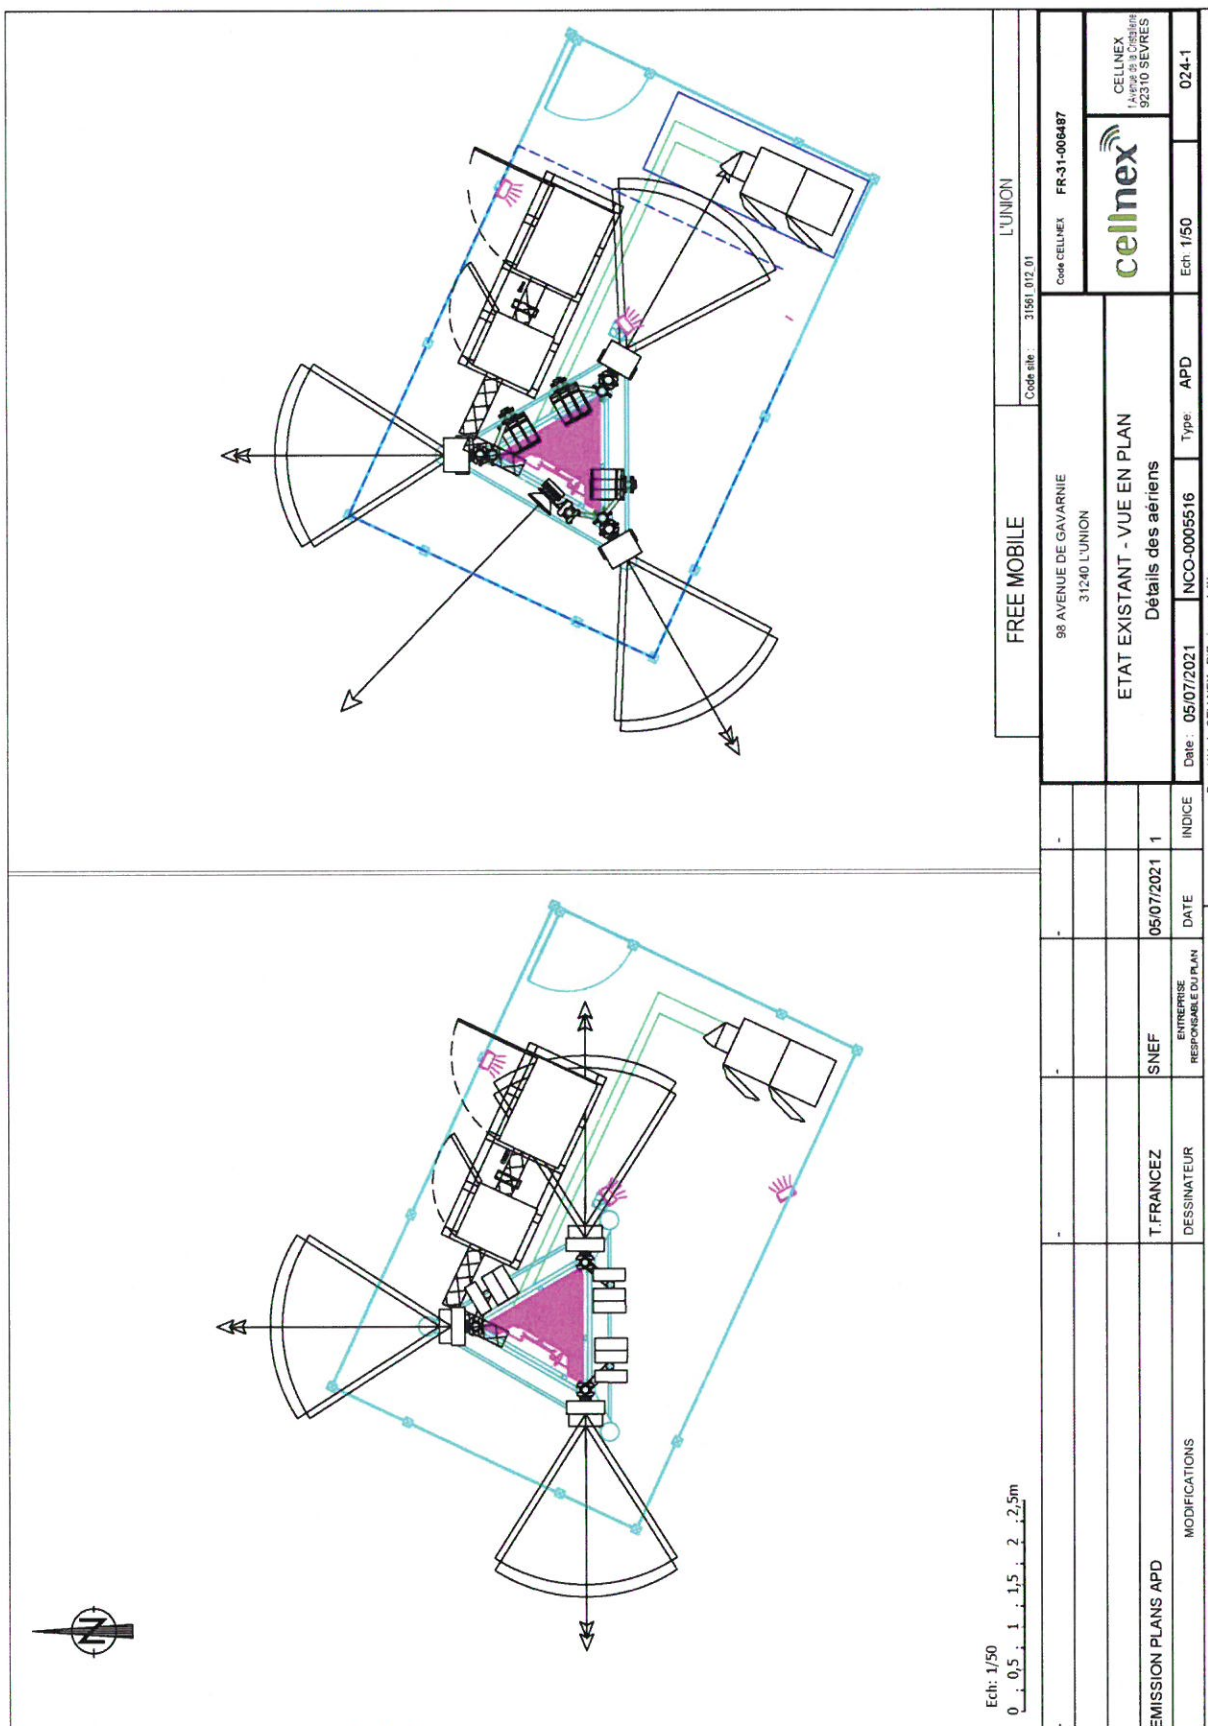 N
Ech: 1/50
0 0,5 1 1,5 2 2,5m
FREE MOBILE
L'UNION
Code site : 31561_012_01
98 AVENUE DE GAVARNIE
31240 L'UNION
Code CELLNEX FR-31-006487
cellnex
CELLNEX
1 Avenue de la Cristallerie
92310 SEVRES
ETAT EXISTANT - VUE EN PLAN
Détails des aériens
Date : 05/07/2021
NCO-0005516
Type: APD
Ech: 1/50
024-1
EMISSION PLANS APD
T.FRANCEZ
SNEF
05/07/2021
1
MODIFICATIONS
DESSINATEUR
ENTREPRISE
RESPONSABLE DU PLAN
DATE
INDICE